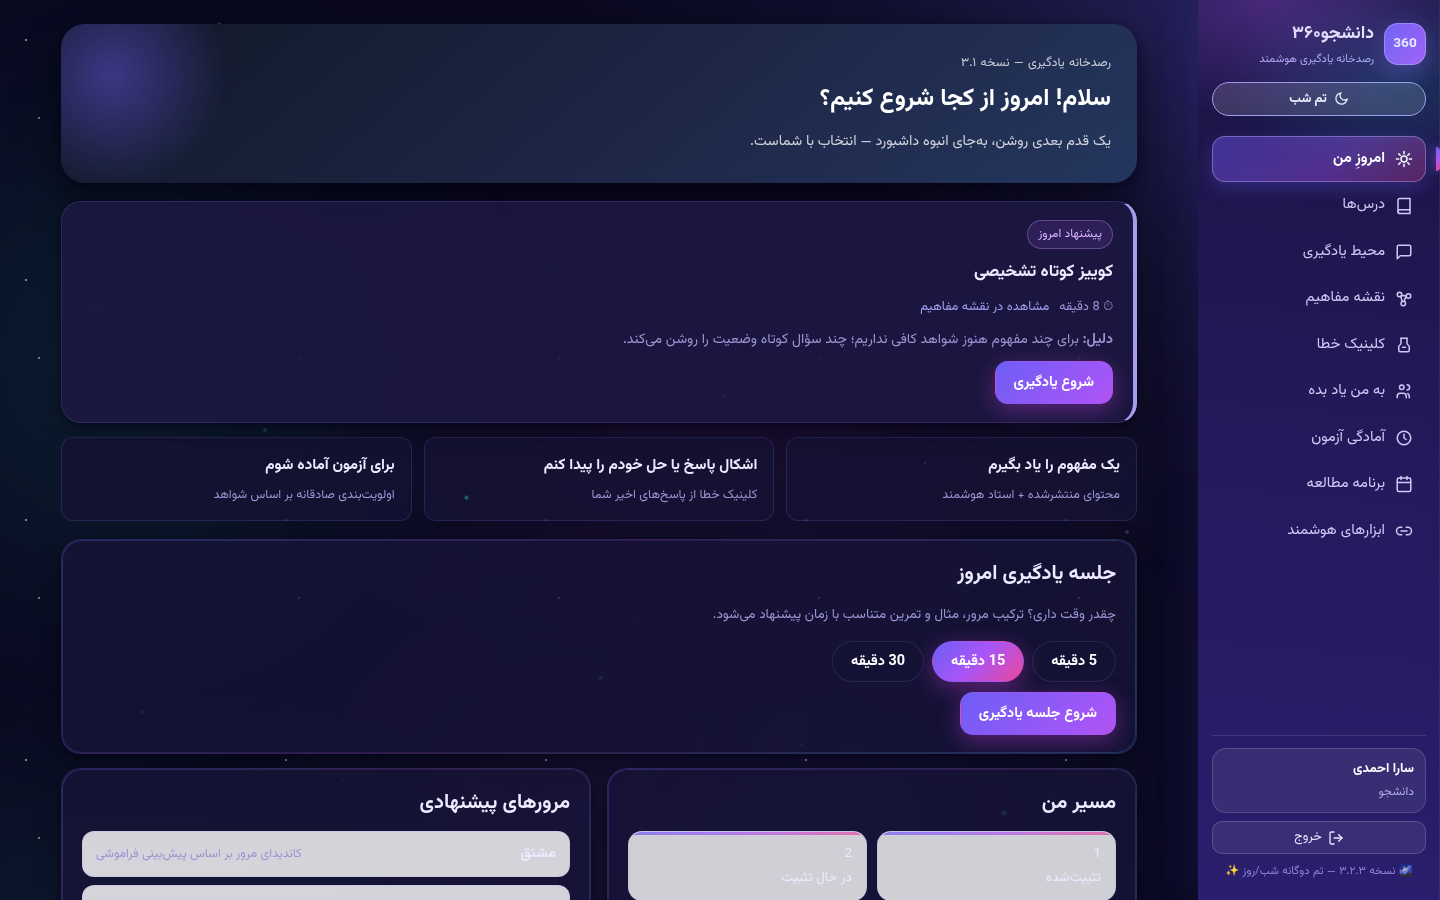 دانشجو۳۶۰
360
رصدخانه یادگیری هوشمند
تم شب
امروز من
درس‌ها
محیط یادگیری
نقشه مفاهیم
کلینیک خطا
به من یاد بده
آمادگی آزمون
برنامه مطالعه
ابزارهای هوشمند
سارا احمدی
دانشجو
خروج
🌌 نسخه ۳.۲.۳ — تم دوگانه شب/روز ✨
رصدخانه یادگیری — نسخه ۳.۱
سلام! امروز از کجا شروع کنیم؟
یک قدم بعدی روشن، به‌جای انبوه داشبورد — انتخاب با شماست.
پیشنهاد امروز
کوییز کوتاه تشخیصی
⏱ 8 دقیقه مشاهده در نقشه مفاهیم
دلیل: برای چند مفهوم هنوز شواهد کافی نداریم؛ چند سؤال کوتاه وضعیت را روشن می‌کند.
شروع یادگیری
یک مفهوم را یاد بگیرم
محتوای منتشرشده + استاد هوشمند
اشکال پاسخ یا حل خودم را پیدا کنم
کلینیک خطا از پاسخ‌های اخیر شما
برای آزمون آماده شوم
اولویت‌بندی صادقانه بر اساس شواهد
جلسه یادگیری امروز
چقدر وقت داری؟ ترکیب مرور، مثال و تمرین متناسب با زمان پیشنهاد می‌شود.
5 دقیقه
15 دقیقه
30 دقیقه
شروع جلسه یادگیری
مسیر من
1
تثبیت‌شده
2
در حال تثبیت
مرورهای پیشنهادی
مشتق
کاندیدای مرور بر اساس پیش‌بینی فراموشی